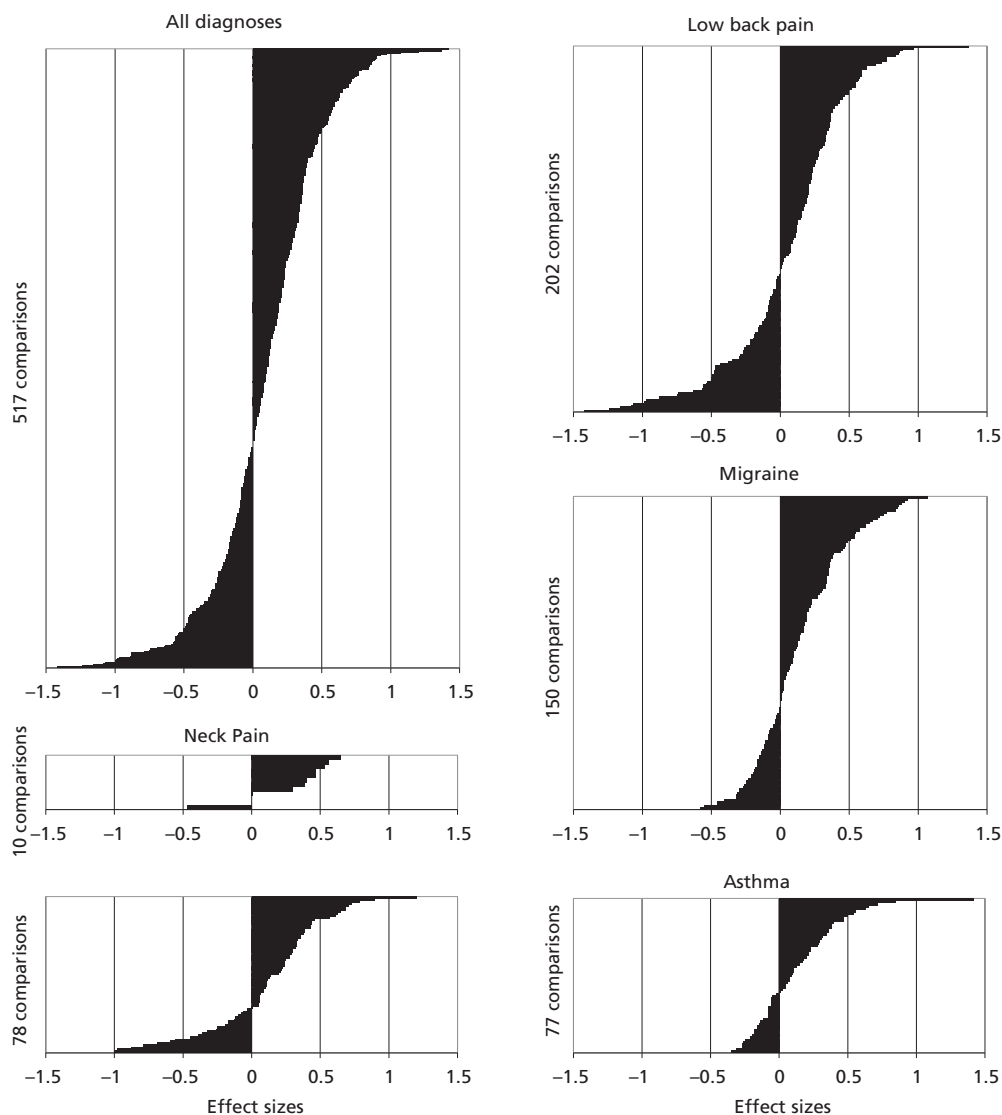 All diagnoses
517 comparisons
−1.5 −1 −0.5 0 0.5 1 1.5
Neck Pain
10 comparisons
−1.5 −1 −0.5 0 0.5 1 1.5
78 comparisons
−1.5 −1 −0.5 0 0.5 1 1.5
Effect sizes
Low back pain
202 comparisons
−1.5 −1 −0.5 0 0.5 1 1.5
Migraine
150 comparisons
−1.5 −1 −0.5 0 0.5 1 1.5
Asthma
77 comparisons
−1.5 −1 −0.5 0 0.5 1 1.5
Effect sizes